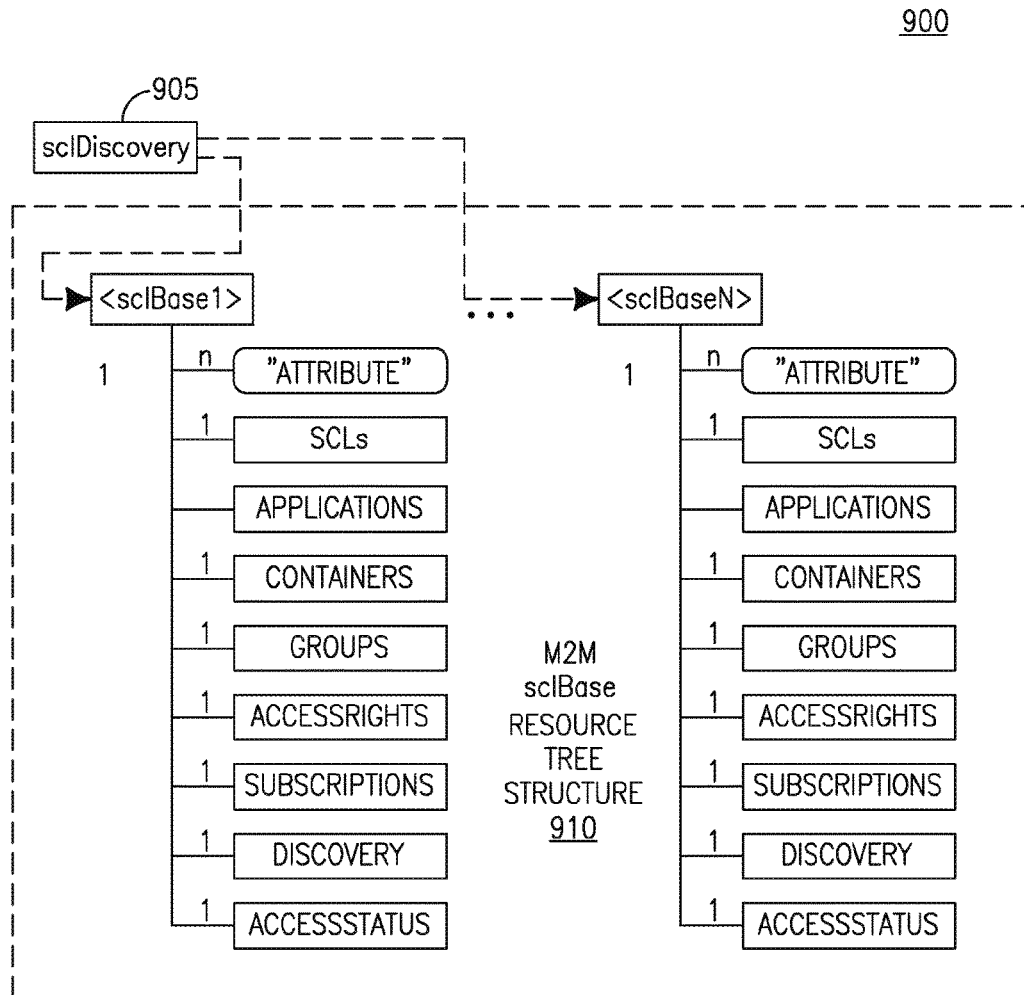 900
905
sclDiscovery
<sclBase1>
...
<sclBaseN>
1
n
"ATTRIBUTE"
1
SCLs
APPLICATIONS
1
CONTAINERS
1
GROUPS
1
ACCESSRIGHTS
1
SUBSCRIPTIONS
1
DISCOVERY
1
ACCESSSTATUS
M2M
sclBase
RESOURCE
TREE
STRUCTURE
910
1
n
"ATTRIBUTE"
1
SCLs
APPLICATIONS
1
CONTAINERS
1
GROUPS
1
ACCESSRIGHTS
1
SUBSCRIPTIONS
1
DISCOVERY
1
ACCESSSTATUS